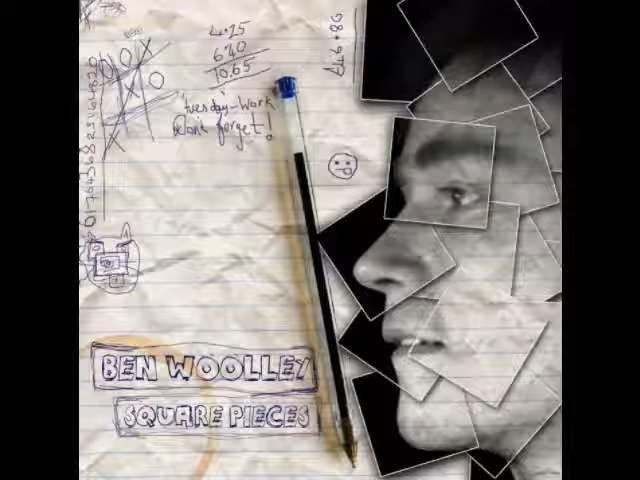 4.25
6.40
10.65
'Tuesday' - Work
Don't forget!
BEN WOOLLEY
SQUARE PIECES